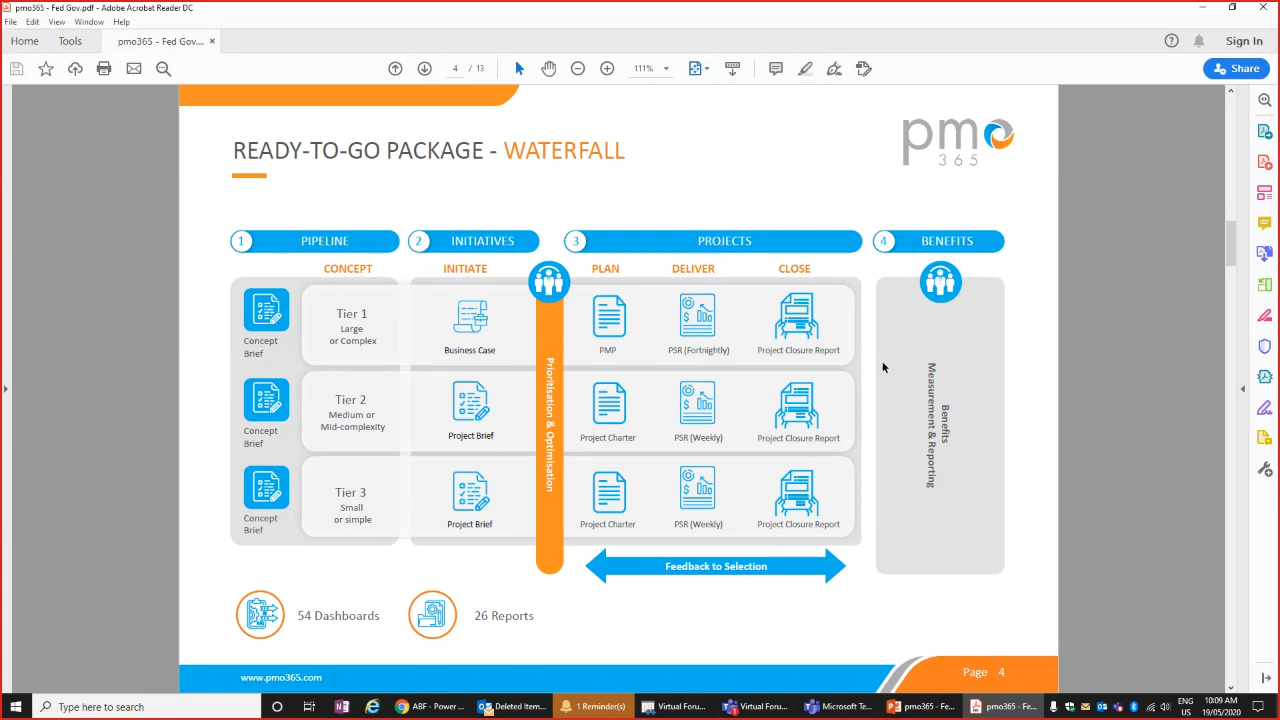 pmo365 - Fed Gov.pdf - Adobe Acrobat Reader DC
File Edit View Window Help
Home Tools pmo365 - Fed Gov.... × Sign In
4 / 13 111% Share
READY-TO-GO PACKAGE - WATERFALL
pmo
365
1 PIPELINE 2 INITIATIVES 3 PROJECTS 4 BENEFITS
CONCEPT INITIATE PLAN DELIVER CLOSE
Concept
Brief
Tier 1
Large
or Complex
Business Case
PMP
PSR (Fortnightly)
Project Closure Report
Concept
Brief
Tier 2
Medium or
Mid-complexity
Project Brief
Project Charter
PSR (Weekly)
Project Closure Report
Concept
Brief
Tier 3
Small
or simple
Project Brief
Project Charter
PSR (Weekly)
Project Closure Report
Prioritisation & Optimisation
Benefits
Measurement & Reporting
Feedback to Selection
54 Dashboards 26 Reports
www.pmo365.com Page 4
Type here to search ABF - Power ... Deleted Item... 1 Reminder(s) Virtual Foru... Virtual Foru... Microsoft Te... pmo365 - Fe... pmo365 - Fe...
ENG
US
10:09 AM
19/05/2020